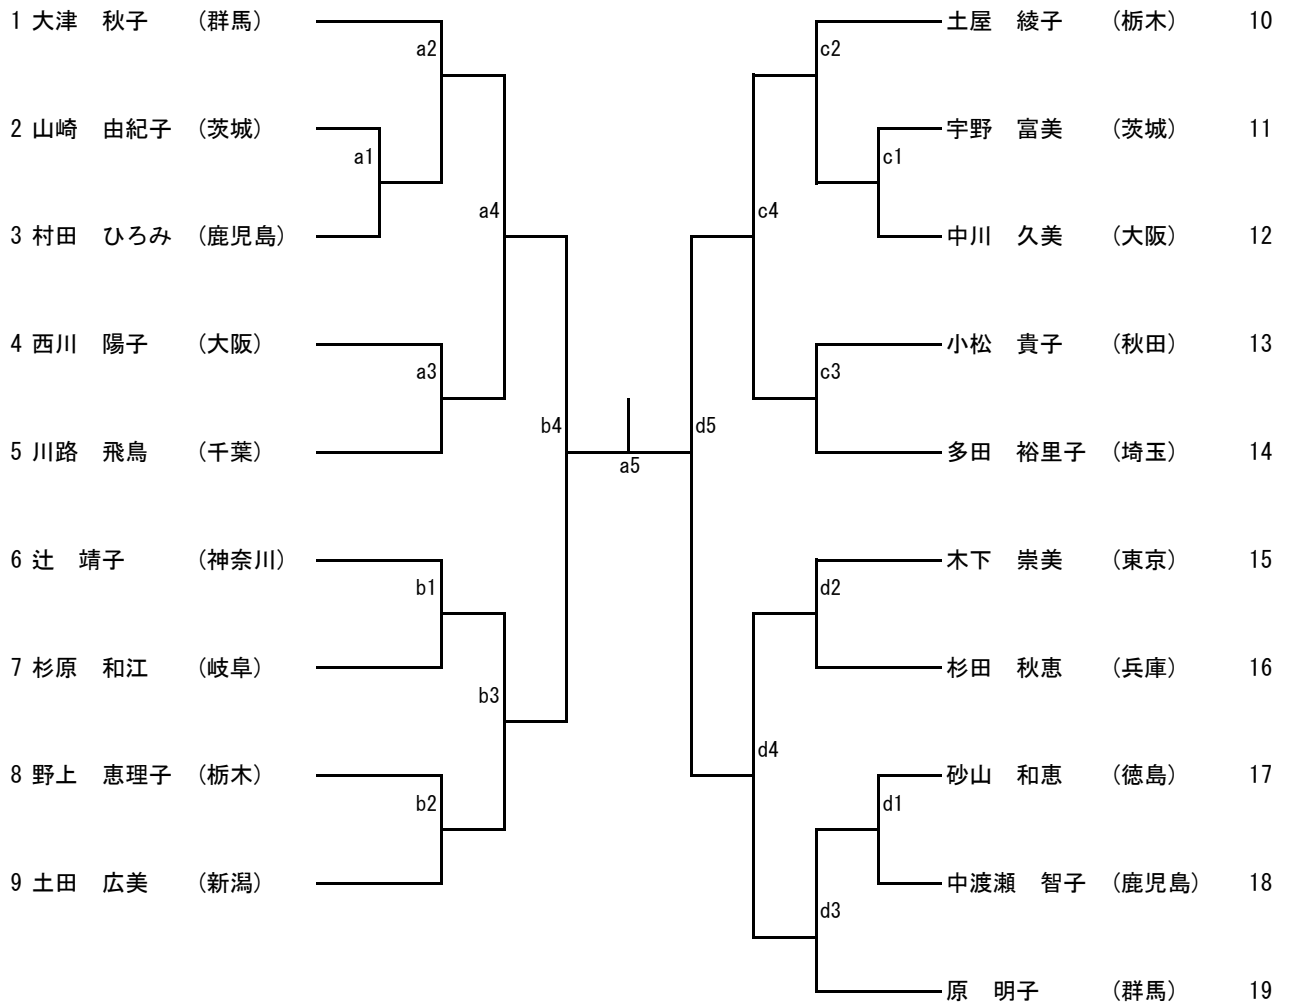 1 大津　秋子　（群馬）
a2
2 山崎　由紀子　（茨城）
a1
3 村田　ひろみ　（鹿児島）
a4
4 西川　陽子　（大阪）
a3
5 川路　飛鳥　（千葉）
b4
6 辻　靖子　（神奈川）
b1
7 杉原　和江　（岐阜）
b3
8 野上　恵理子　（栃木）
b2
9 土田　広美　（新潟）
a5
土屋　綾子　（栃木）　10
c2
宇野　富美　（茨城）　11
c1
中川　久美　（大阪）　12
c4
小松　貴子　（秋田）　13
c3
多田　裕里子　（埼玉）　14
d5
木下　崇美　（東京）　15
d2
杉田　秋恵　（兵庫）　16
d4
砂山　和恵　（徳島）　17
d1
中渡瀬　智子　（鹿児島）　18
d3
原　明子　（群馬）　19